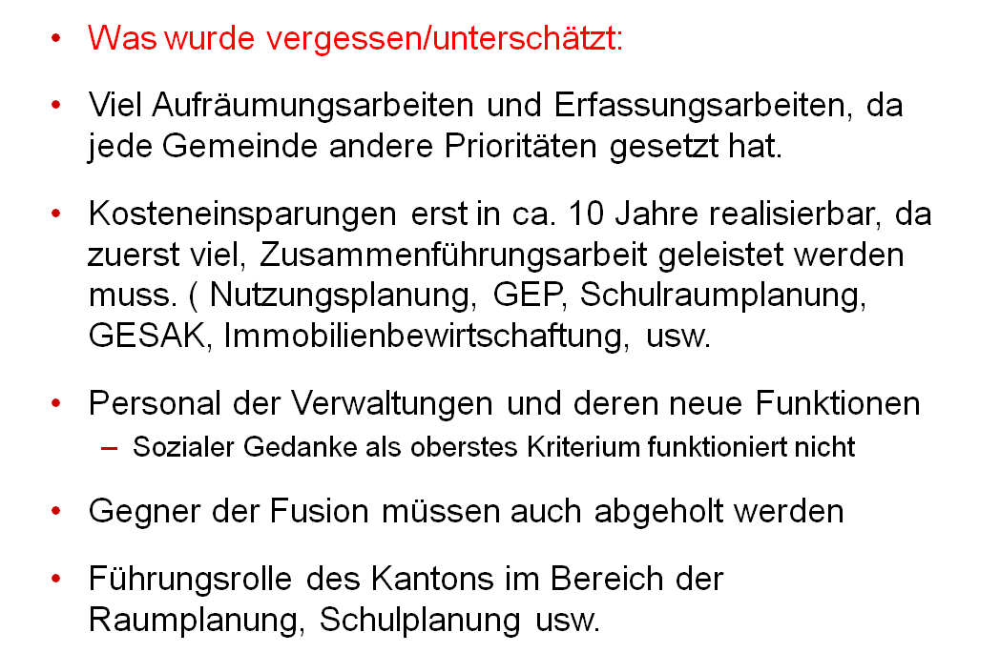 • Was wurde vergessen/unterschätzt:
• Viel Aufräumungsarbeiten und Erfassungsarbeiten, da
jede Gemeinde andere Prioritäten gesetzt hat.
• Kosteneinsparungen erst in ca. 10 Jahre realisierbar, da
zuerst viel, Zusammenführungsarbeit geleistet werden
muss. ( Nutzungsplanung, GEP, Schulraumplanung,
GESAK, Immobilienbewirtschaftung, usw.
• Personal der Verwaltungen und deren neue Funktionen
– Sozialer Gedanke als oberstes Kriterium funktioniert nicht
• Gegner der Fusion müssen auch abgeholt werden
• Führungsrolle des Kantons im Bereich der
Raumplanung, Schulplanung usw.